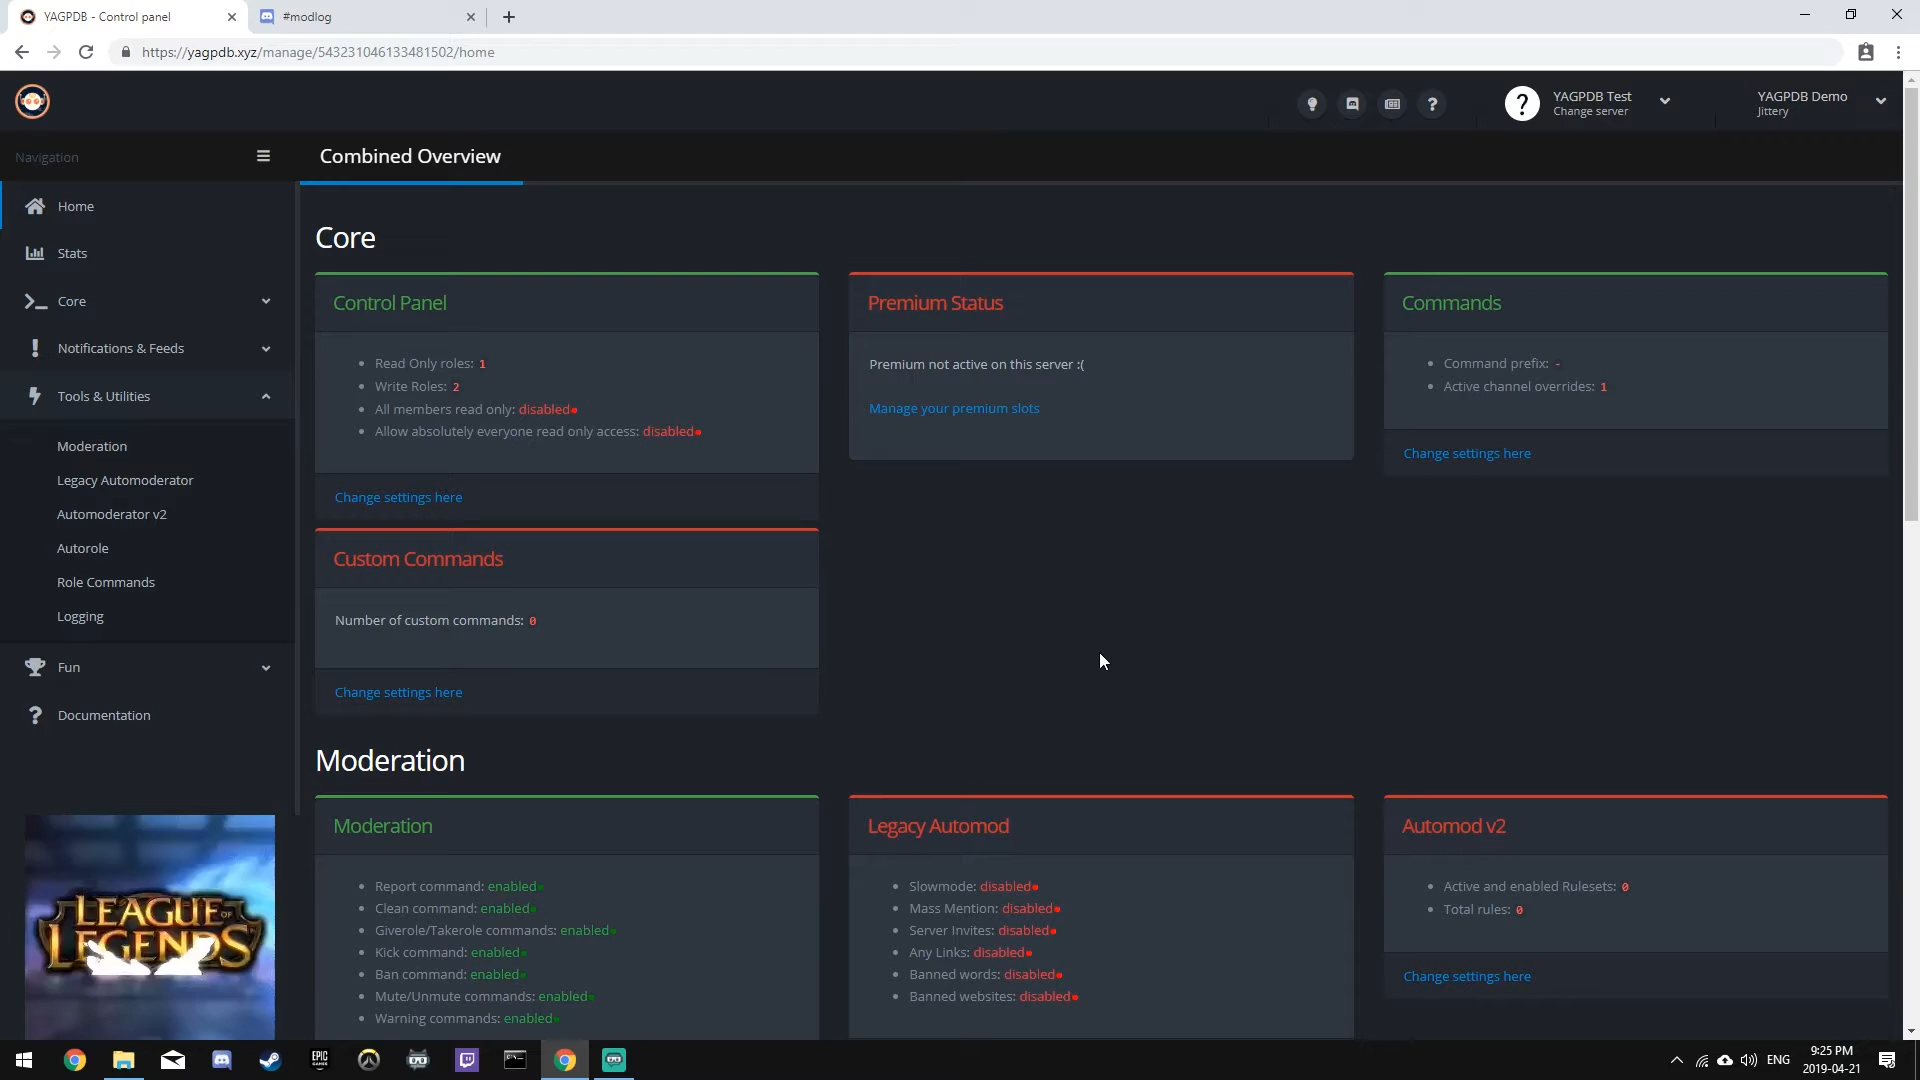 YAGPDB - Control panel
#modlog
https://yagpdb.xyz/manage/543231046133481502/home
YAGPDB Test
Change server
YAGPDB Demo
Jittery
Navigation
Combined Overview
Home
Stats
Core
Notifications & Feeds
Tools & Utilities
Moderation
Legacy Automoderator
Automoderator v2
Autorole
Role Commands
Logging
Fun
Documentation
LEAGUE OF
LEGENDS
Core
Control Panel
Read Only roles: 1
Write Roles: 2
All members read only: disabled
Allow absolutely everyone read only access: disabled
Change settings here
Premium Status
Premium not active on this server :(
Manage your premium slots
Commands
Command prefix: -
Active channel overrides: 1
Change settings here
Custom Commands
Number of custom commands: 0
Change settings here
Moderation
Moderation
Report command: enabled
Clean command: enabled
Giverole/Takerole commands: enabled
Kick command: enabled
Ban command: enabled
Mute/Unmute commands: enabled
Warning commands: enabled
Legacy Automod
Slowmode: disabled
Mass Mention: disabled
Server Invites: disabled
Any Links: disabled
Banned words: disabled
Banned websites: disabled
Automod v2
Active and enabled Rulesets: 0
Total rules: 0
Change settings here
EPIC
GAMES
ENG
9:25 PM
2019-04-21